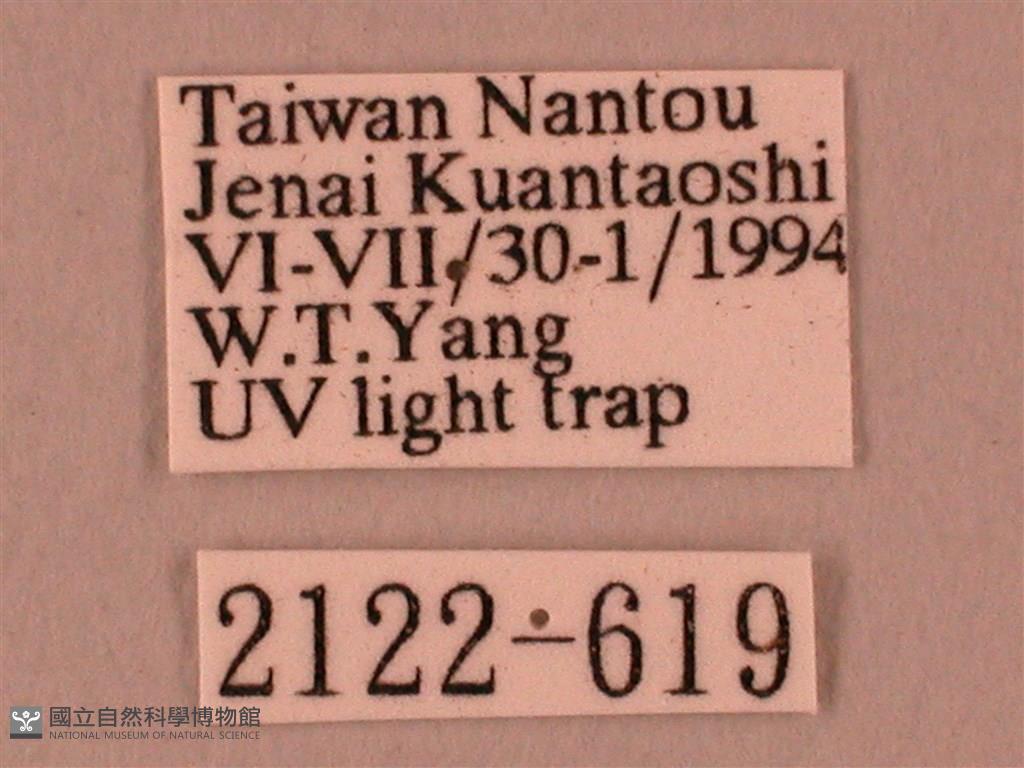 Taiwan Nantou
Jenai Kuantaoshi
VI-VII/30-1/1994
W.T.Yang
UV light trap
2122-619
國立自然科學博物館
NATIONAL MUSEUM OF NATURAL SCIENCE